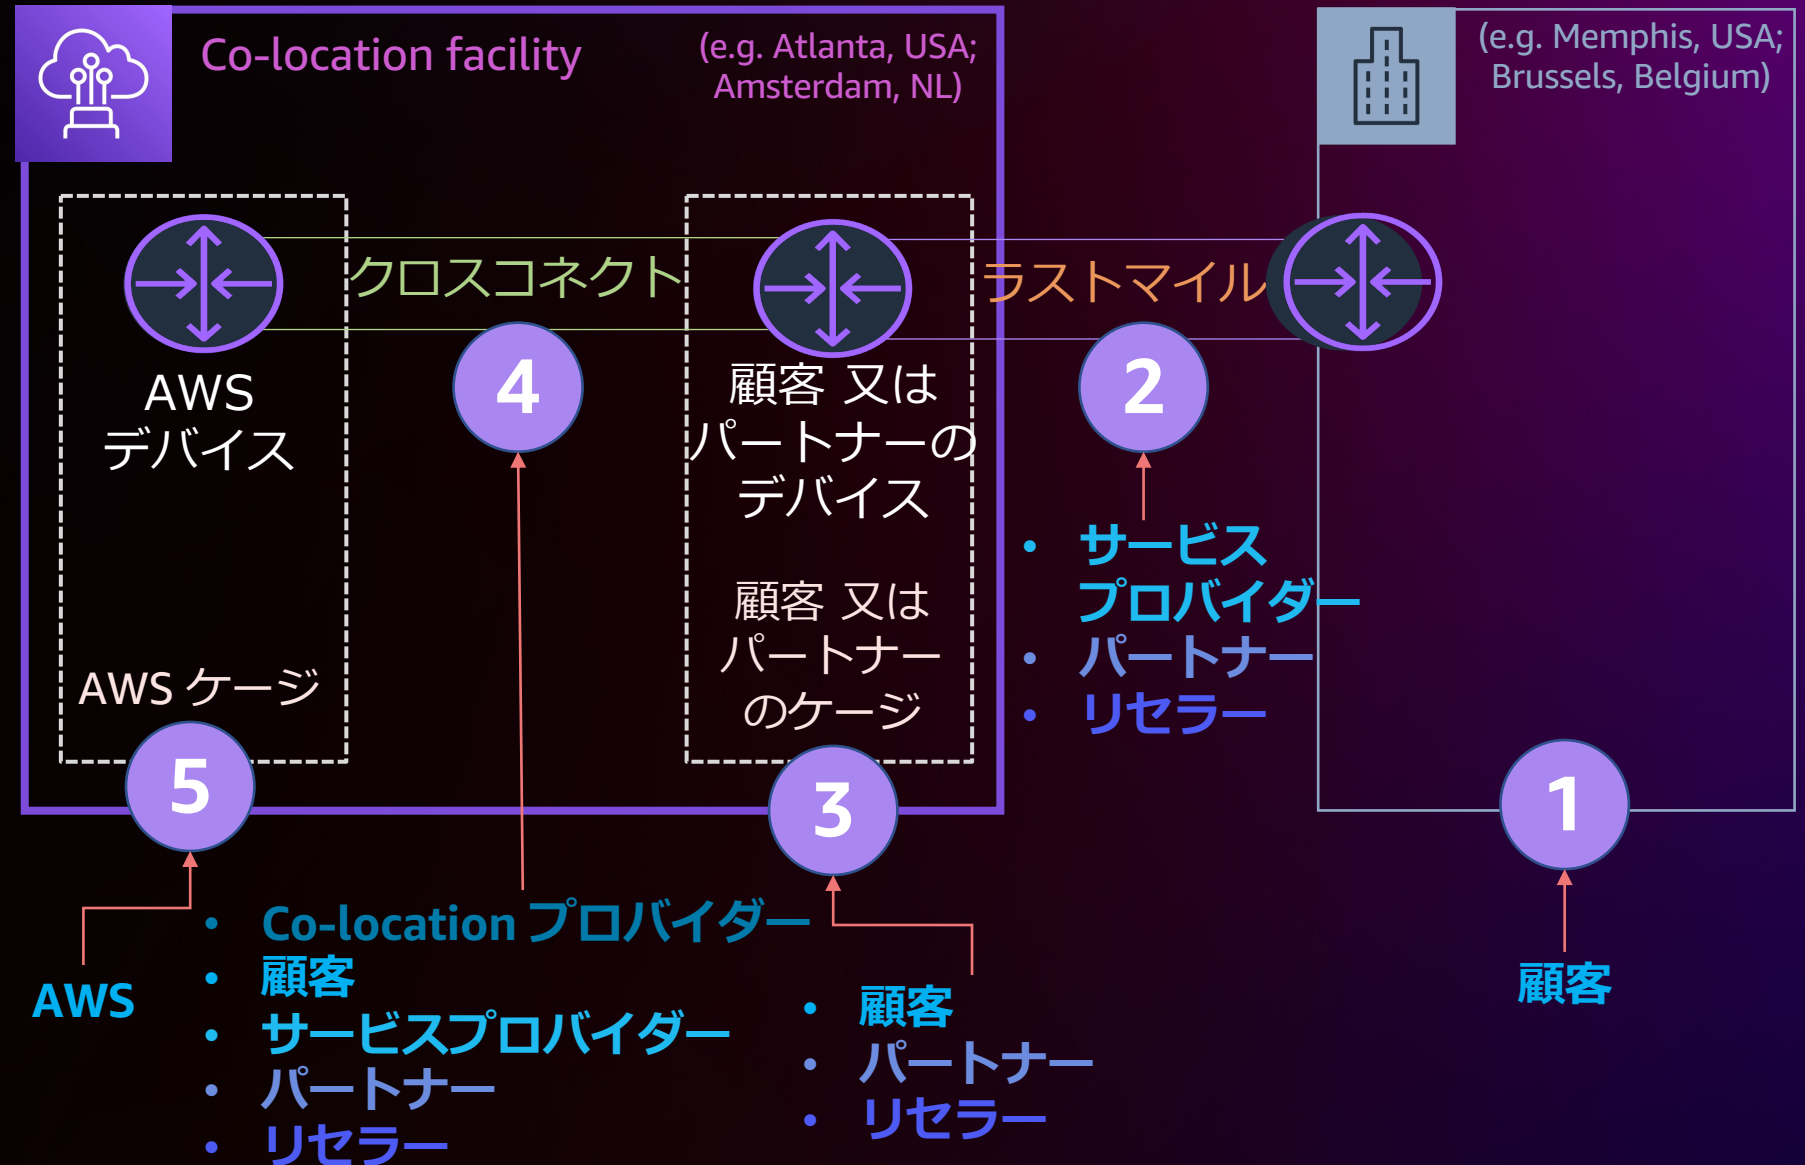 Co-location facility
(e.g. Atlanta, USA;
Amsterdam, NL)
(e.g. Memphis, USA;
Brussels, Belgium)
クロスコネクト
ラストマイル
AWS
デバイス
4
顧客 又は
パートナーの
デバイス
2
顧客 又は
パートナー
のケージ
AWS ケージ
• サービス
プロバイダー
• パートナー
• リセラー
5
3
1
AWS
• Co-location プロバイダー
• 顧客
• サービスプロバイダー
• パートナー
• リセラー
• 顧客
• パートナー
• リセラー
顧客